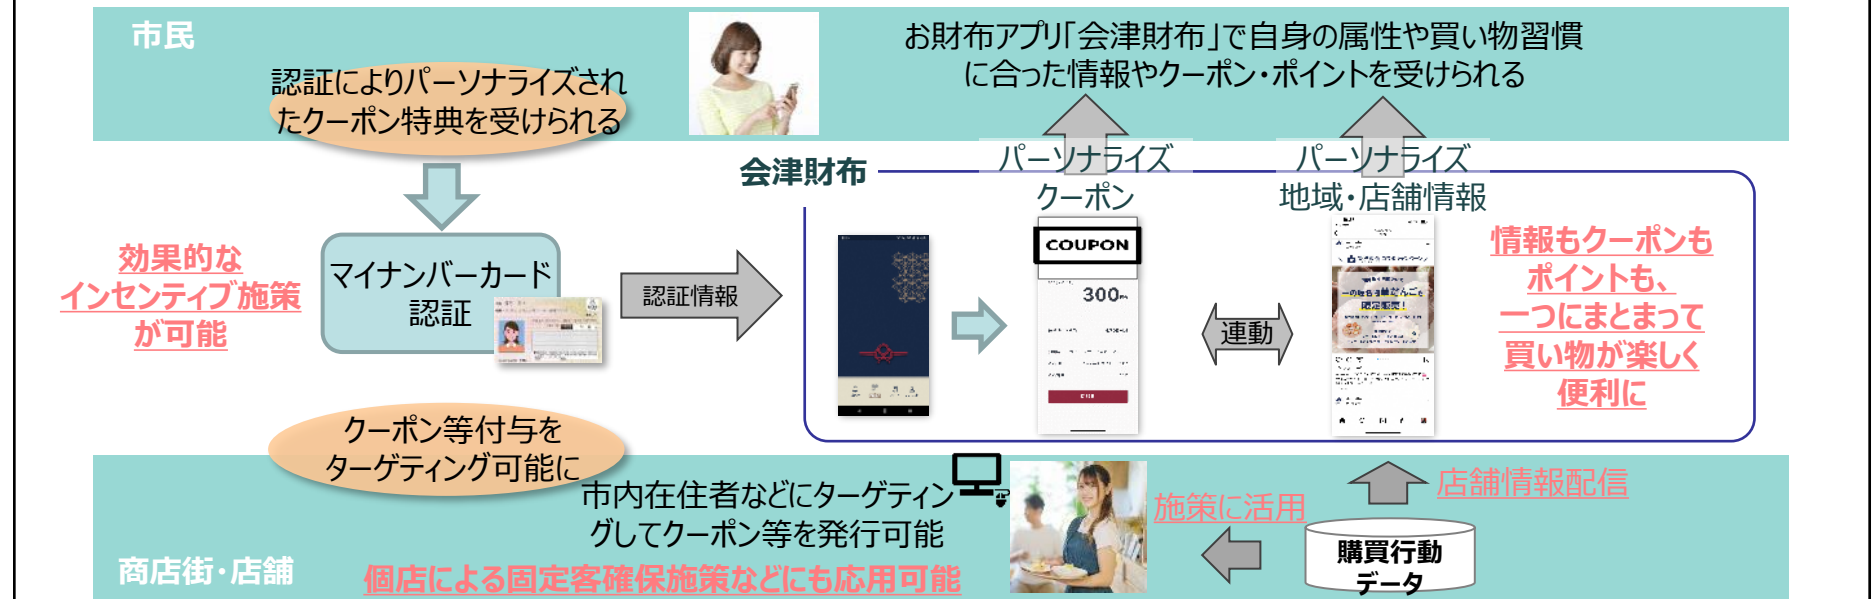 市民
認証によりパーソナライズされ
たクーポン特典を受けられる
お財布アプリ「会津財布」で自身の属性や買い物習慣
に合った情報やクーポン・ポイントを受けられる
会津財布
パーソナライズ
クーポン
パーソナライズ
地域・店舗情報
効果的な
インセンティブ施策
が可能
マイナンバーカード
認証
認証情報
COUPON
300
連動
情報もクーポンも
ポイントも、
一つにまとまって
買い物が楽しく
便利に
クーポン等付与を
ターゲティング可能に
市内在住者などにターゲティン
グしてクーポン等を発行可能
個店による固定客確保施策などにも応用可能
商店街・店舗
施策に活用
店舗情報配信
購買行動
データ